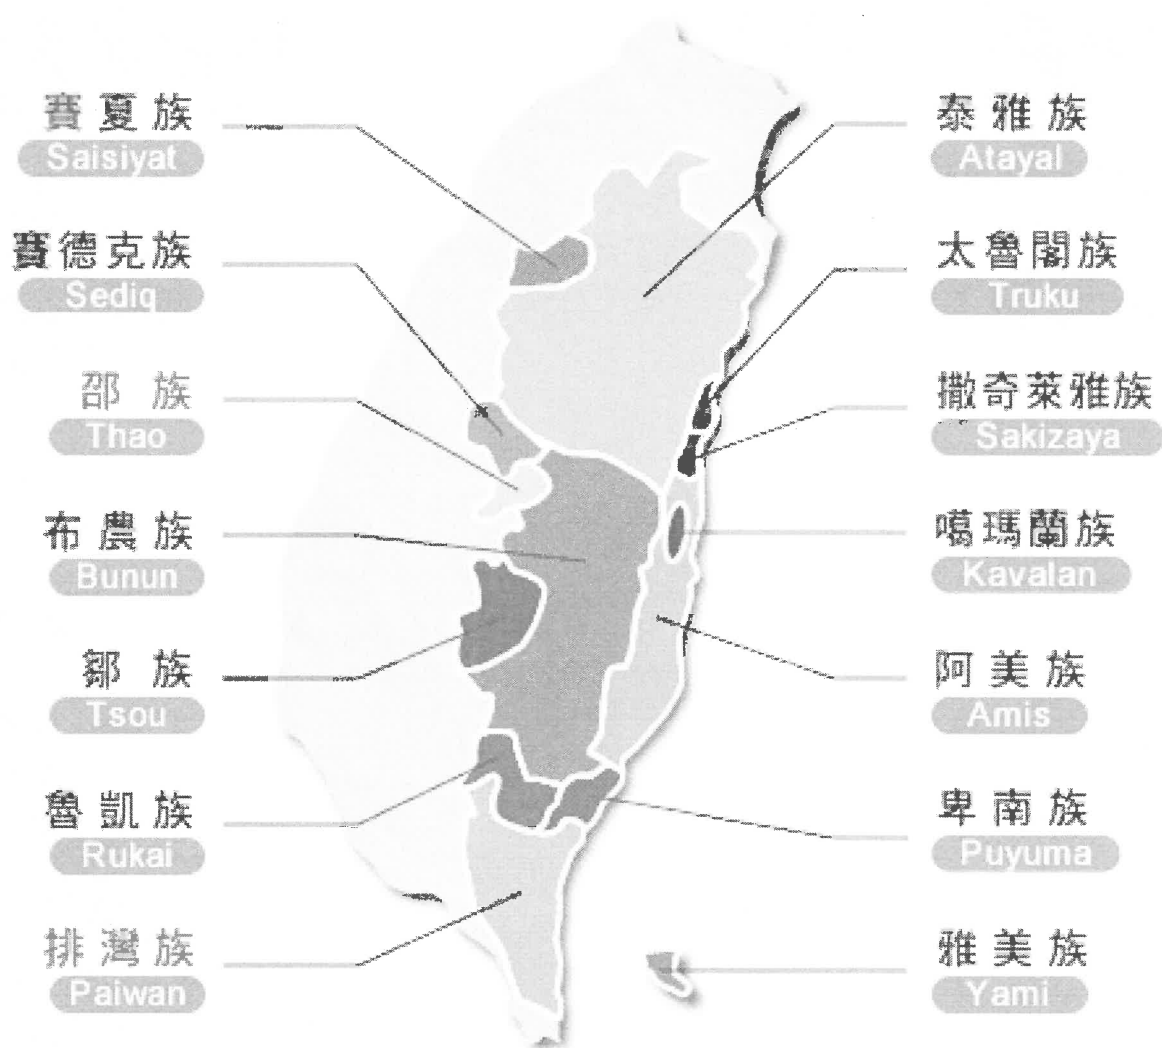 賽夏族
Saisiyat
賽德克族
Sediq
邵族
Thao
布農族
Bunun
鄒族
Tsou
魯凱族
Rukai
排灣族
Paiwan
泰雅族
Atayal
太魯閣族
Truku
撒奇萊雅族
Sakizaya
噶瑪蘭族
Kavalan
阿美族
Amis
卑南族
Puyuma
雅美族
Yami